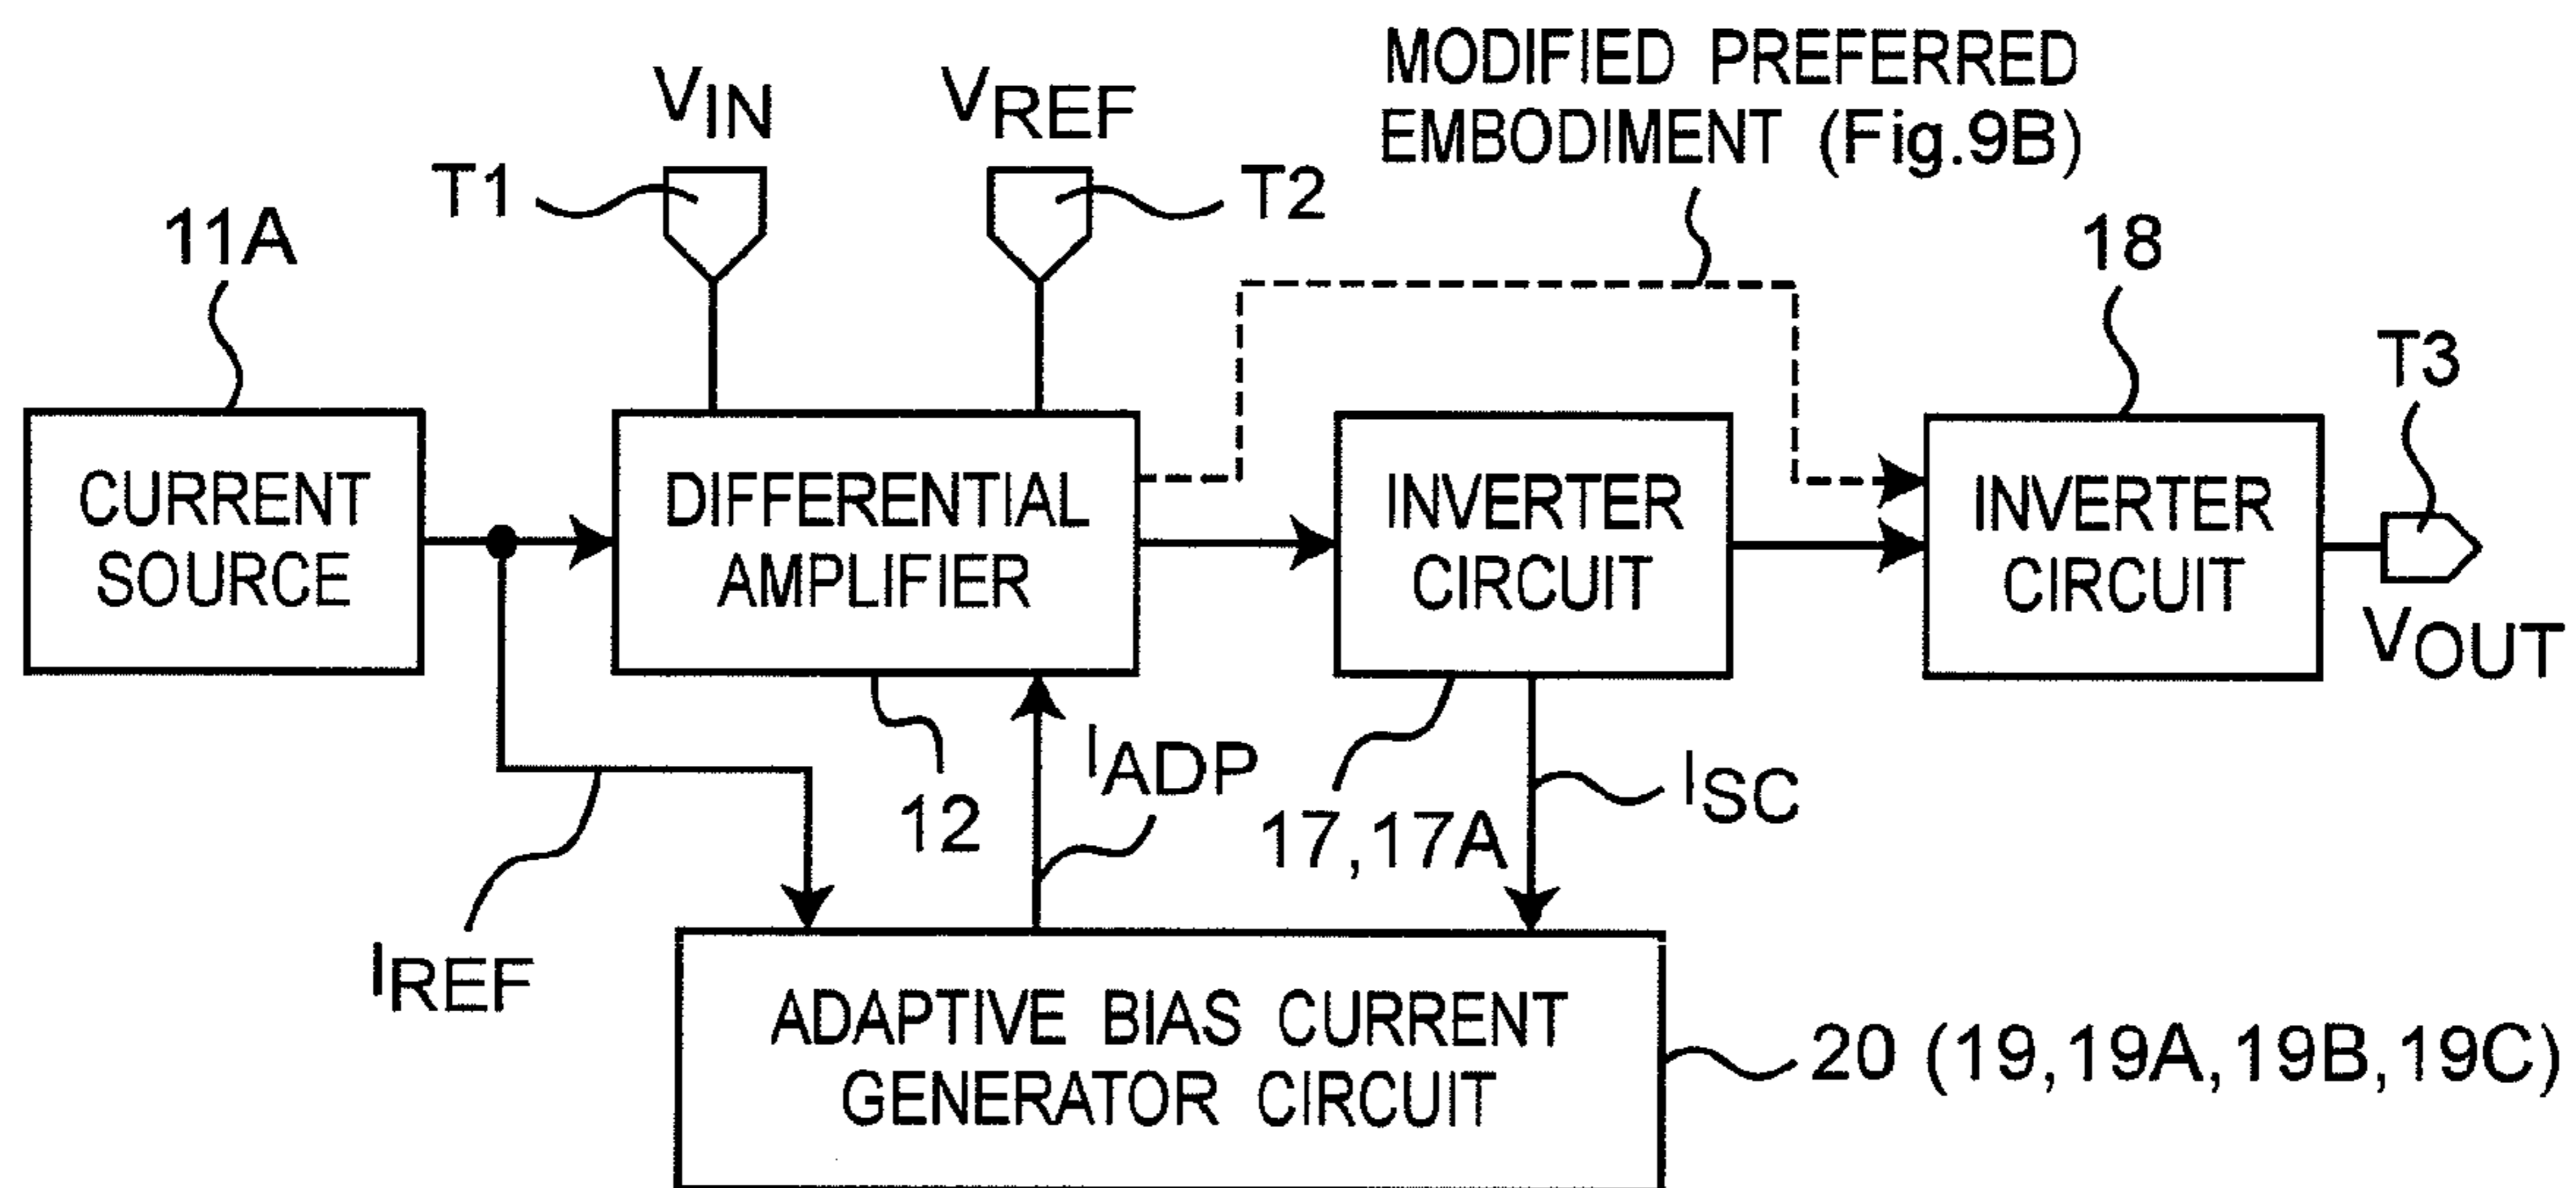 MODIFIED PREFERRED
EMBODIMENT (Fig.9B)
VIN
VREF
T1
T2
11A
18
T3
CURRENT
SOURCE
DIFFERENTIAL
AMPLIFIER
INVERTER
CIRCUIT
INVERTER
CIRCUIT
VOUT
12
IADP
17,17A
ISC
IREF
ADAPTIVE BIAS CURRENT
GENERATOR CIRCUIT
20 (19,19A,19B,19C)